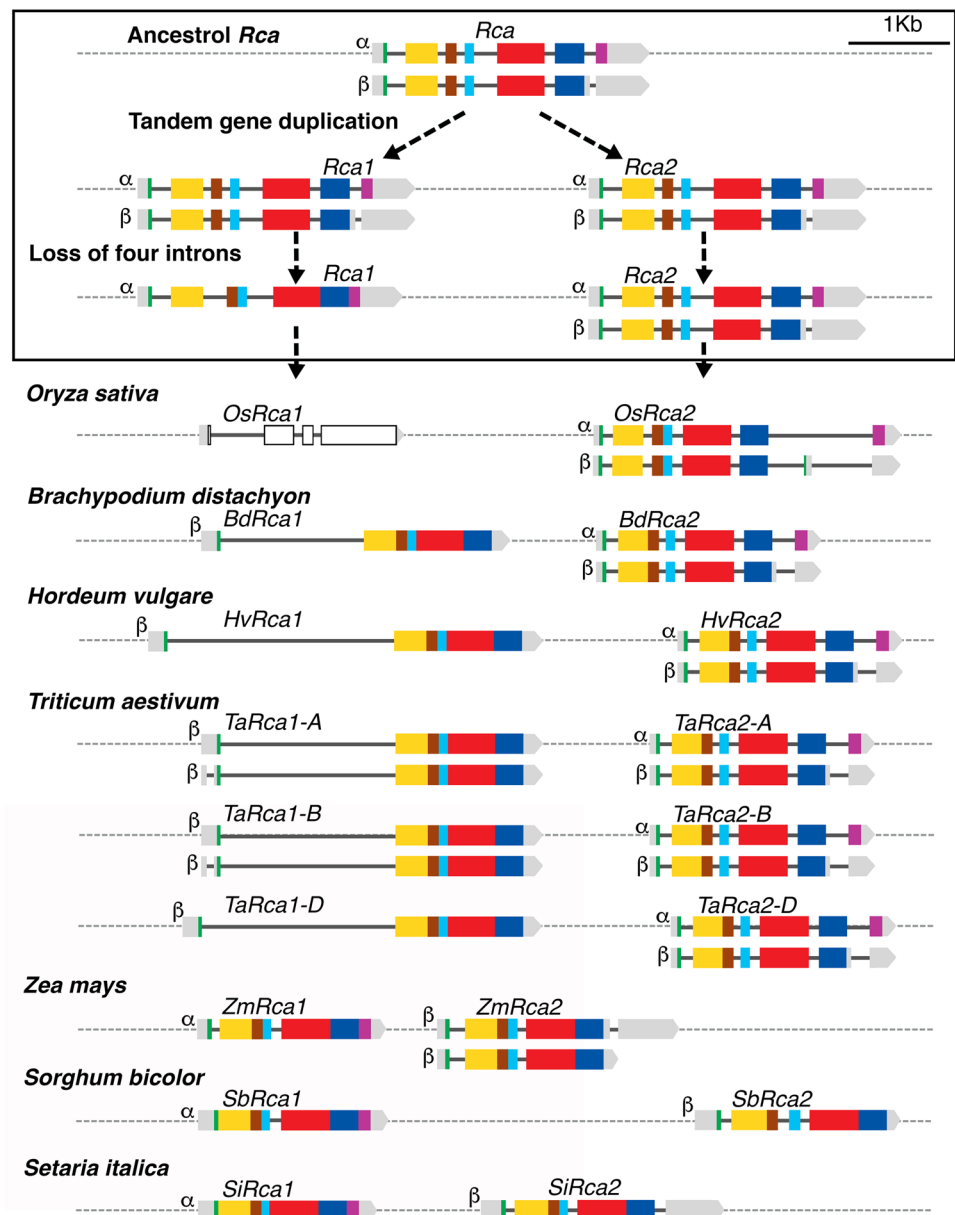 Ancestrol Rca
Rca
1Kb
α
β
Tandem gene duplication
Rca1
Rca2
α
α
β
β
Loss of four introns
Rca1
Rca2
α
α
β
Oryza sativa
OsRca1
OsRca2
α
β
Brachypodium distachyon
β
BdRca1
α
BdRca2
β
Hordeum vulgare
β
HvRca1
α
HvRca2
β
Triticum aestivum
β
TaRca1-A
α
TaRca2-A
β
β
β
TaRca1-B
α
TaRca2-B
β
β
β
TaRca1-D
α
TaRca2-D
β
Zea mays
α
ZmRca1
β
ZmRca2
β
Sorghum bicolor
α
SbRca1
β
SbRca2
Setaria italica
α
SiRca1
β
SiRca2